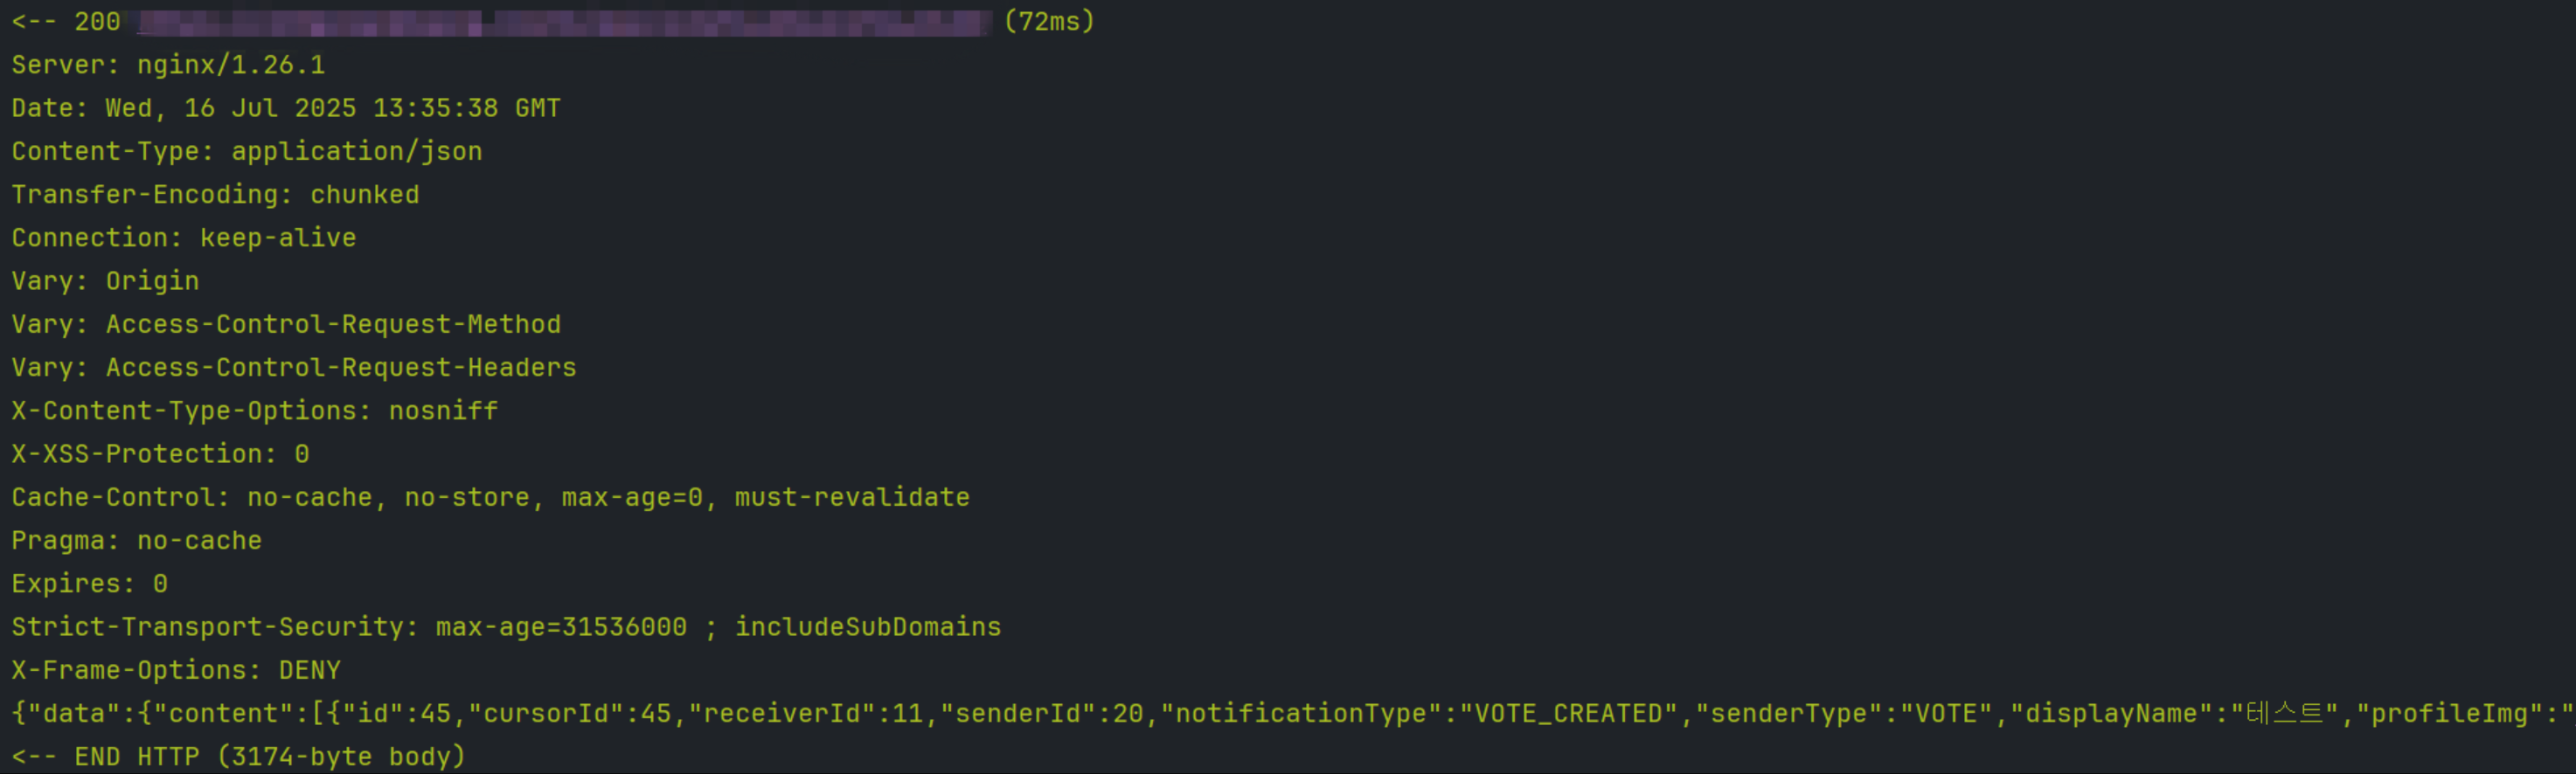 <-- 200 (72ms)
Server: nginx/1.26.1
Date: Wed, 16 Jul 2025 13:35:38 GMT
Content-Type: application/json
Transfer-Encoding: chunked
Connection: keep-alive
Vary: Origin
Vary: Access-Control-Request-Method
Vary: Access-Control-Request-Headers
X-Content-Type-Options: nosniff
X-XSS-Protection: 0
Cache-Control: no-cache, no-store, max-age=0, must-revalidate
Pragma: no-cache
Expires: 0
Strict-Transport-Security: max-age=31536000 ; includeSubDomains
X-Frame-Options: DENY
{"data":{"content":[{"id":45,"cursorId":45,"receiverId":11,"senderId":20,"notificationType":"VOTE_CREATED","senderType":"VOTE","displayName":"테스트","profileImg":"
<-- END HTTP (3174-byte body)